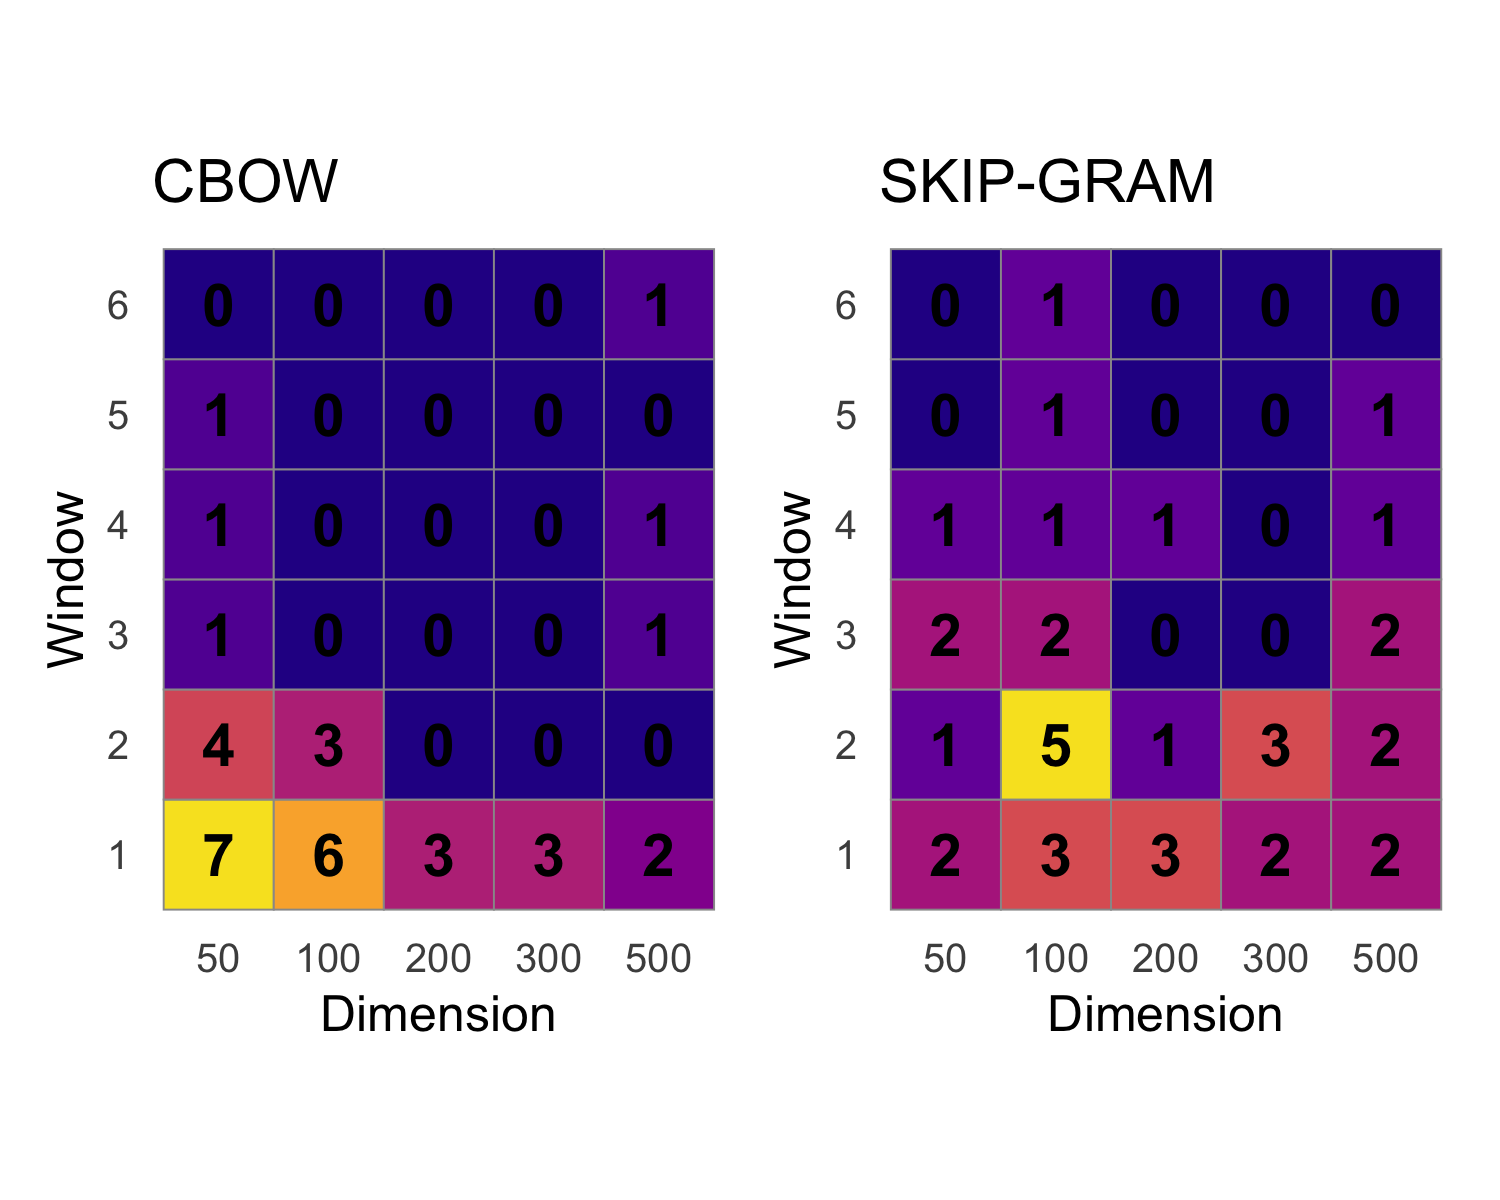 CBOW
Window
6 0 0 0 0 1
5 1 0 0 0 0
4 1 0 0 0 1
3 1 0 0 0 1
2 4 3 0 0 0
1 7 6 3 3 2
50 100 200 300 500
Dimension
SKIP-GRAM
Window
6 0 1 0 0 0
5 0 1 0 0 1
4 1 1 1 0 1
3 2 2 0 0 2
2 1 5 1 3 2
1 2 3 3 2 2
50 100 200 300 500
Dimension